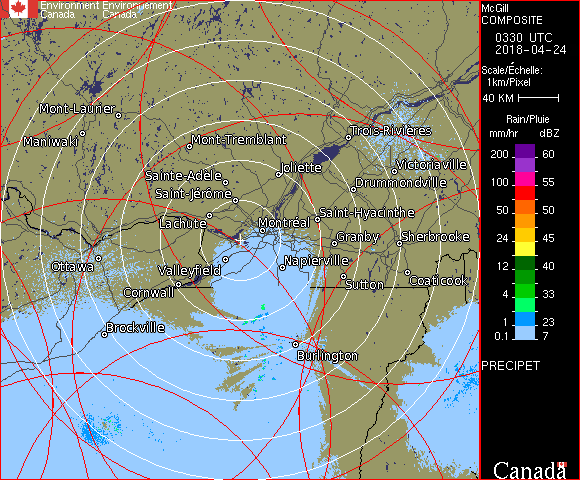 Environment Environnement
Canada Canada
McGill
COMPOSITE
0330 UTC
2018-04-24
Scale/Échelle:
1km/Pixel
40 KM
Rain/Pluie
mm/hr dBZ
200 60
100 55
50 50
24 45
12 40
4 33
1 23
0.1 7
PRECIPET
Canada
Mont-Laurier
Maniwaki
Mont-Tremblant
Trois-Rivières
Sainte-Adèle
Joliette
Victoriaville
Saint-Jérôme
Drummondville
Lachute
Montréal
Saint-Hyacinthe
Granby
Sherbrooke
Ottawa
Valleyfield
Napierville
Cornwall
Sutton
Coaticook
Brockville
Burlington